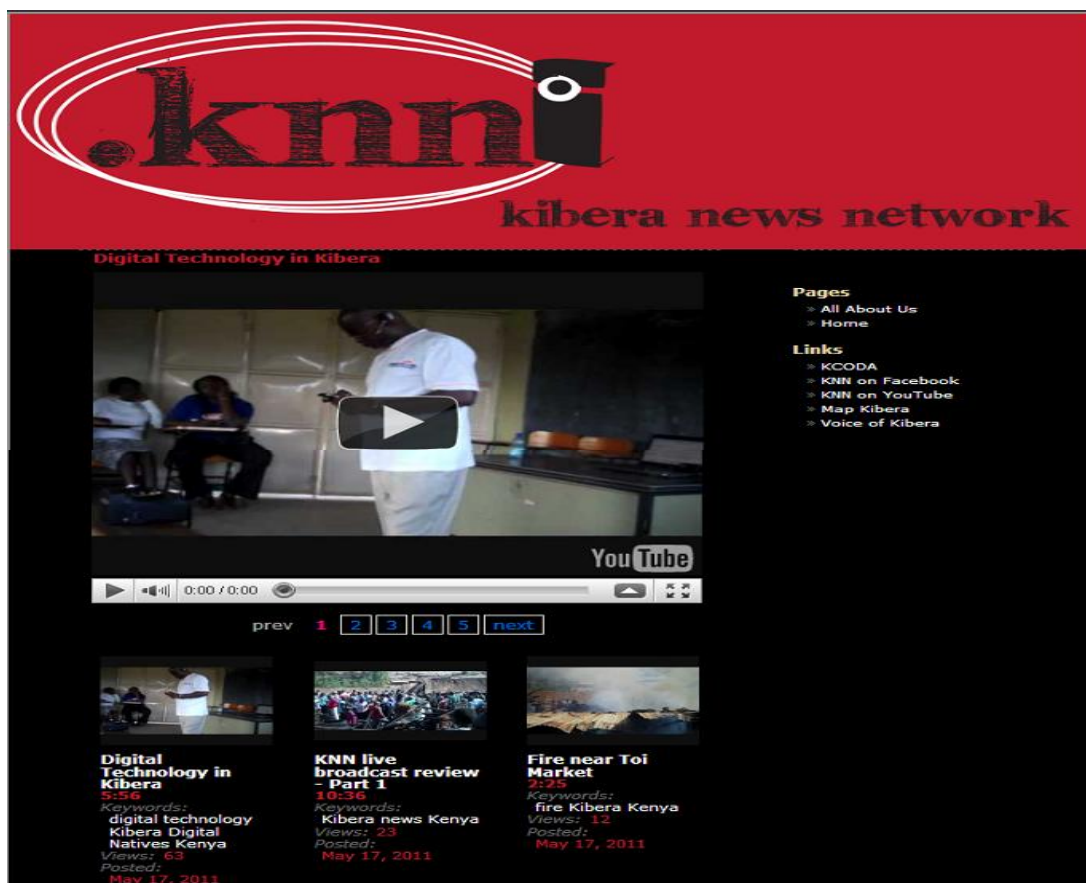 .knni
kibera news network
Digital Technology in Kibera
Pages
» All About Us
» Home
Links
» KCODA
» KNN on Facebook
» KNN on YouTube
» Map Kibera
» Voice of Kibera
YouTube
0:00 / 0:00
prev 1 2 3 4 5 next
Digital
Technology in
Kibera
5:56
Keywords:
digital technology
Kibera Digital
Natives Kenya
Views: 63
Posted:
May 17, 2011
KNN live
broadcast review
- Part 1
10:36
Keywords:
Kibera news Kenya
Views: 23
Posted:
May 17, 2011
Fire near Toi
Market
2:25
Keywords:
fire Kibera Kenya
Views: 12
Posted:
May 17, 2011